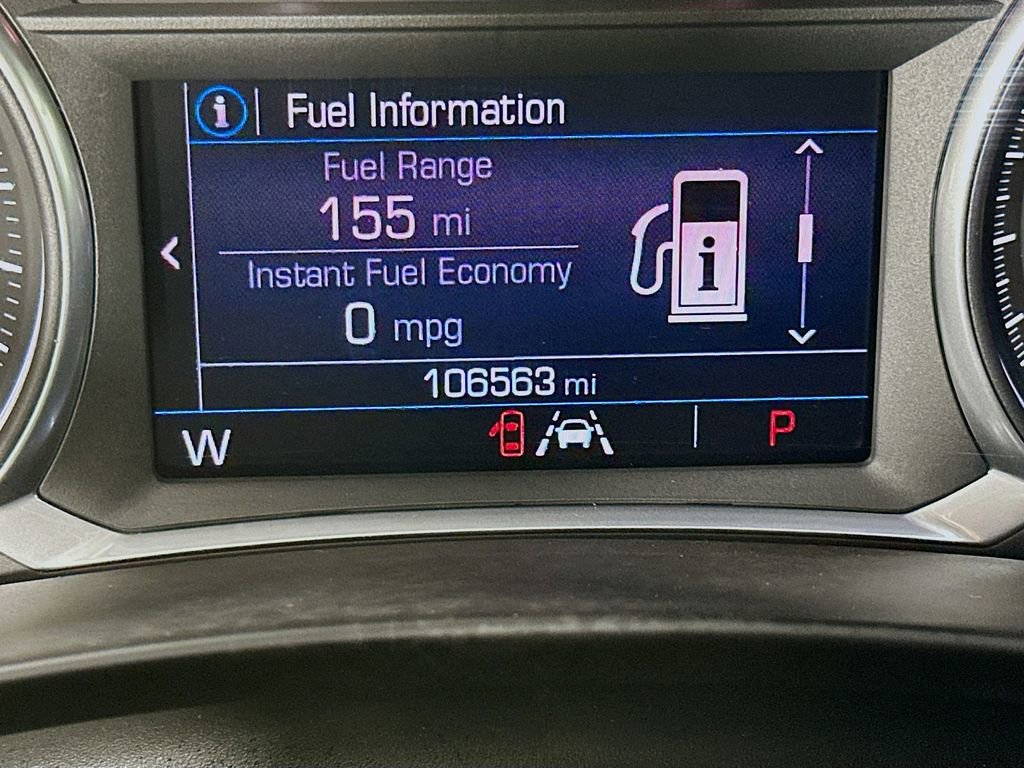 i | Fuel Information
Fuel Range
155 mi
Instant Fuel Economy
0 mpg
i
106563 mi
W P